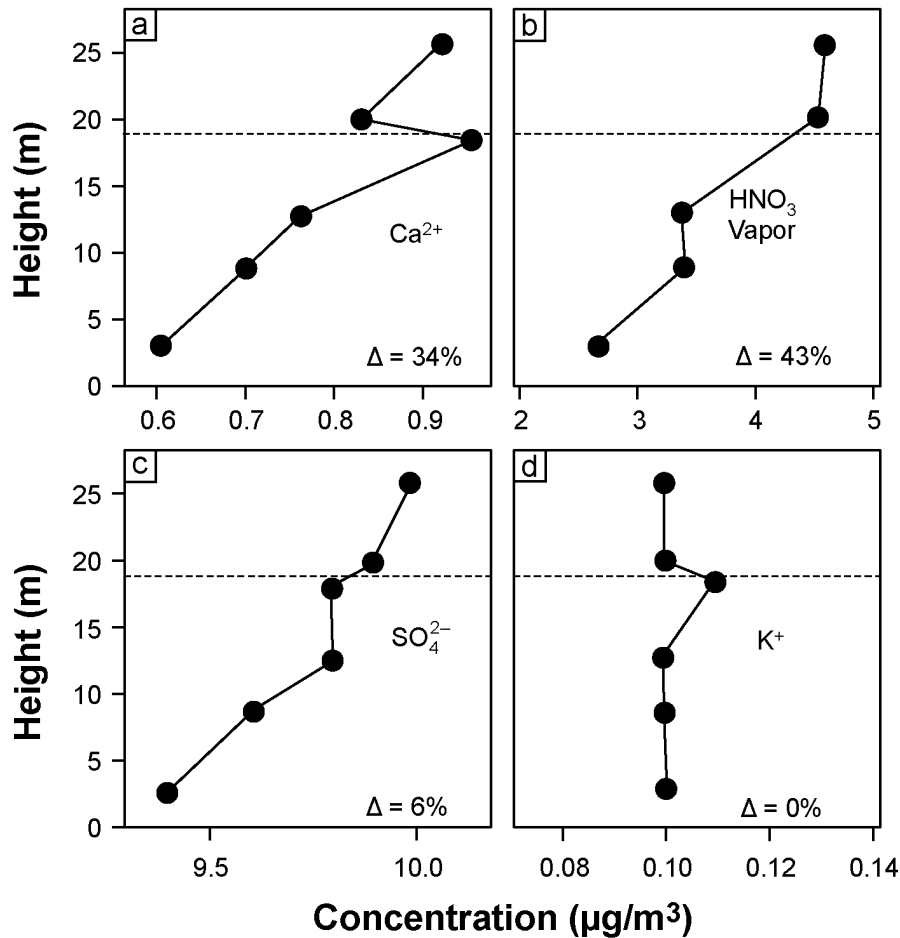 a
25
20
15
10
5
0
Height (m)
Ca²⁺
Δ = 34%
0.6 0.7 0.8 0.9
b
HNO₃
Vapor
Δ = 43%
2 3 4 5
c
25
20
15
10
5
0
Height (m)
SO₄²⁻
Δ = 6%
9.5 10.0
d
K⁺
Δ = 0%
0.08 0.10 0.12 0.14
Concentration (µg/m³)